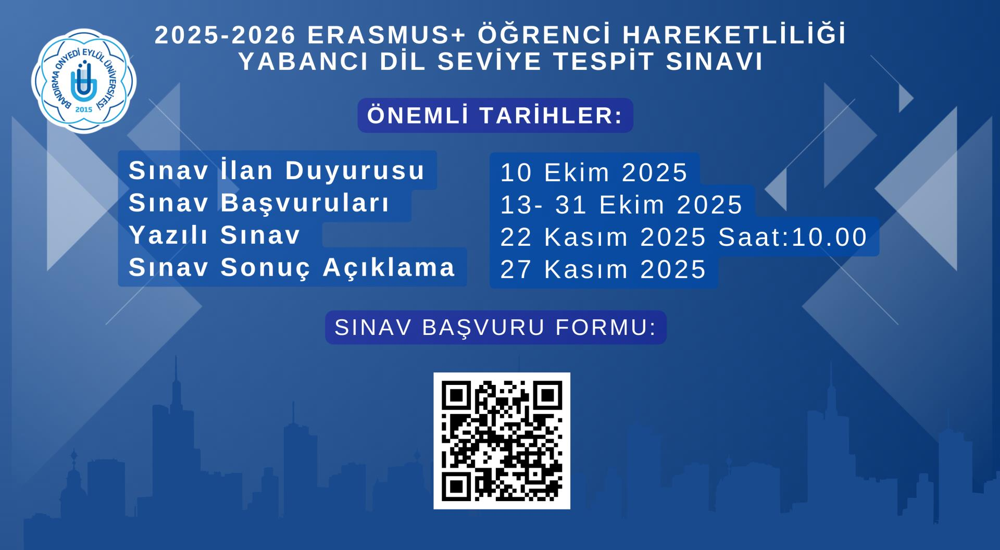 BANDIRMA ONYEDİ EYLÜL ÜNİVERSİTESİ
2015
2025-2026 ERASMUS+ ÖĞRENCİ HAREKETLİLİĞİ
YABANCI DİL SEVİYE TESPİT SINAVI
ÖNEMLİ TARİHLER:
Sınav İlan Duyurusu 10 Ekim 2025
Sınav Başvuruları 13- 31 Ekim 2025
Yazılı Sınav 22 Kasım 2025 Saat:10.00
Sınav Sonuç Açıklama 27 Kasım 2025
SINAV BAŞVURU FORMU: